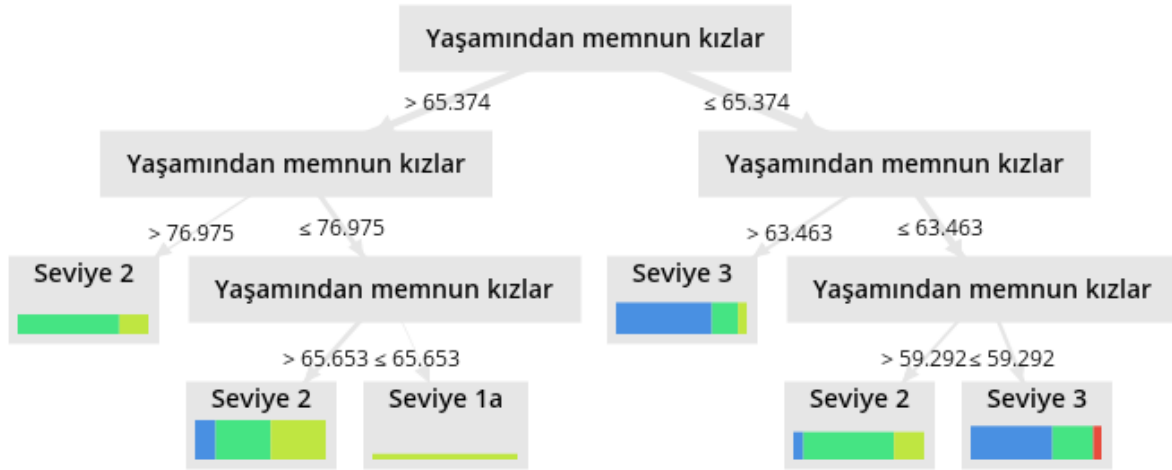 Yaşamından memnun kızlar
> 65.374
≤ 65.374
Yaşamından memnun kızlar
Yaşamından memnun kızlar
> 76.975
≤ 76.975
> 63.463
≤ 63.463
Seviye 2
Yaşamından memnun kızlar
Seviye 3
Yaşamından memnun kızlar
> 65.653
≤ 65.653
> 59.292
≤ 59.292
Seviye 2
Seviye 1a
Seviye 2
Seviye 3